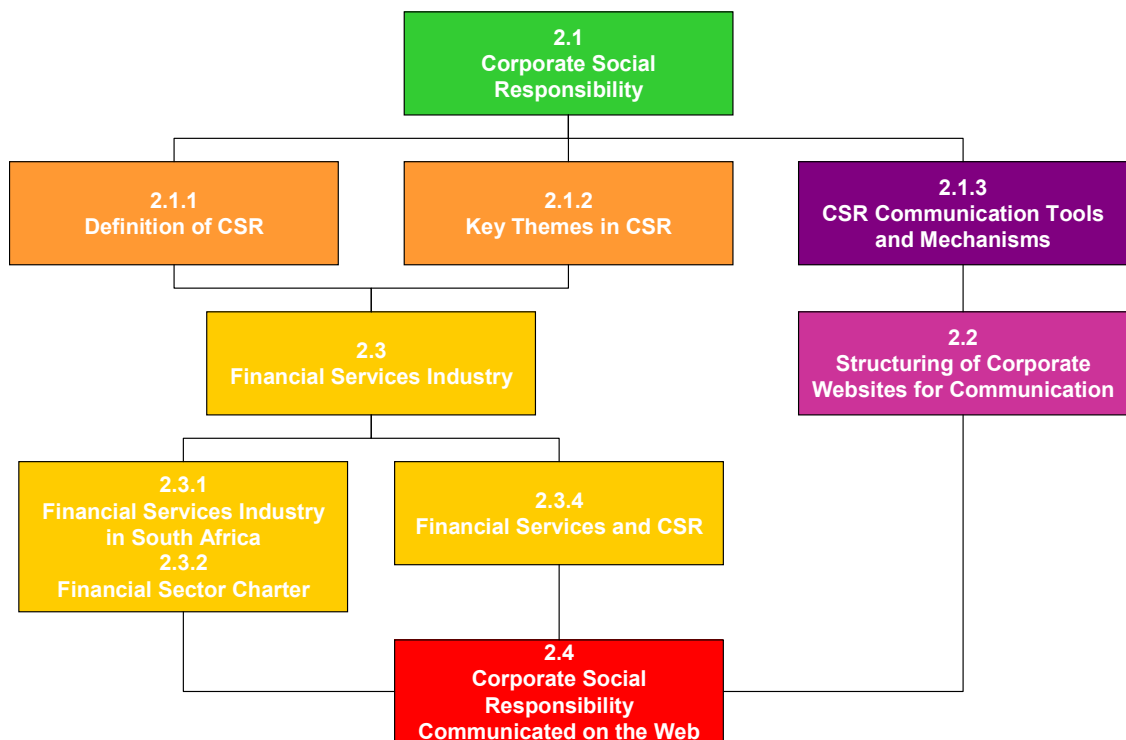 2.1
Corporate Social
Responsibility
2.1.1
Definition of CSR
2.1.2
Key Themes in CSR
2.1.3
CSR Communication Tools
and Mechanisms
2.3
Financial Services Industry
2.2
Structuring of Corporate
Websites for Communication
2.3.1
Financial Services Industry
in South Africa
2.3.2
Financial Sector Charter
2.3.4
Financial Services and CSR
2.4
Corporate Social
Responsibility
Communicated on the Web